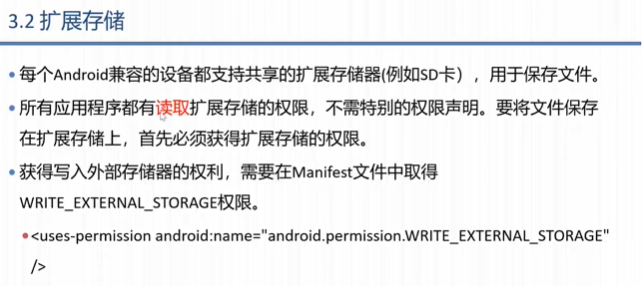 3.2 扩展存储
•每个Android兼容的设备都支持共享的扩展存储器(例如SD卡），用于保存文件。
•所有应用程序都有读取扩展存储的权限，不需特别的权限声明。要将文件保存
在扩展存储上，首先必须获得扩展存储的权限。
•获得写入外部存储器的权利，需要在Manifest文件中取得
WRITE_EXTERNAL_STORAGE权限。
•<uses-permission android:name="android.permission.WRITE_EXTERNAL_STORAGE"
/>